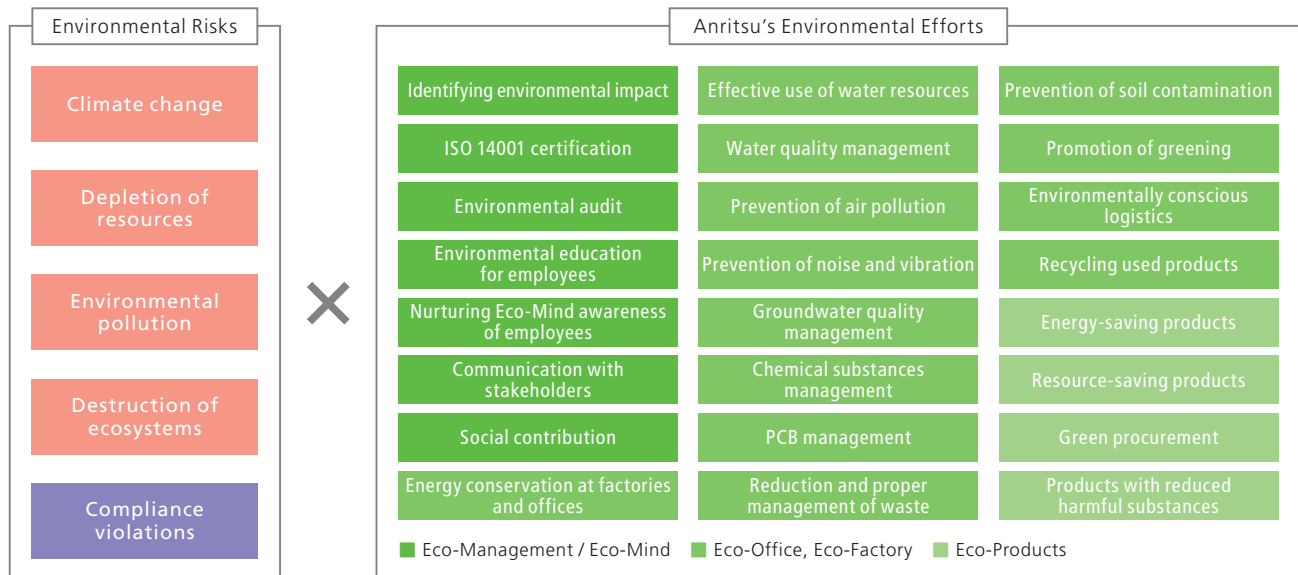 Environmental Risks
Climate change
Depletion of
resources
Environmental
pollution
Destruction of
ecosystems
Compliance
violations
×
Anritsu’s Environmental Efforts
Identifying environmental impact
ISO 14001 certification
Environmental audit
Environmental education
for employees
Nurturing Eco-Mind awareness
of employees
Communication with
stakeholders
Social contribution
Energy conservation at factories
and offices
Effective use of water resources
Water quality management
Prevention of air pollution
Prevention of noise and vibration
Groundwater quality
management
Chemical substances
management
PCB management
Reduction and proper
management of waste
Prevention of soil contamination
Promotion of greening
Environmentally conscious
logistics
Recycling used products
Energy-saving products
Resource-saving products
Green procurement
Products with reduced
harmful substances
Eco-Management / Eco-Mind
Eco-Office, Eco-Factory
Eco-Products